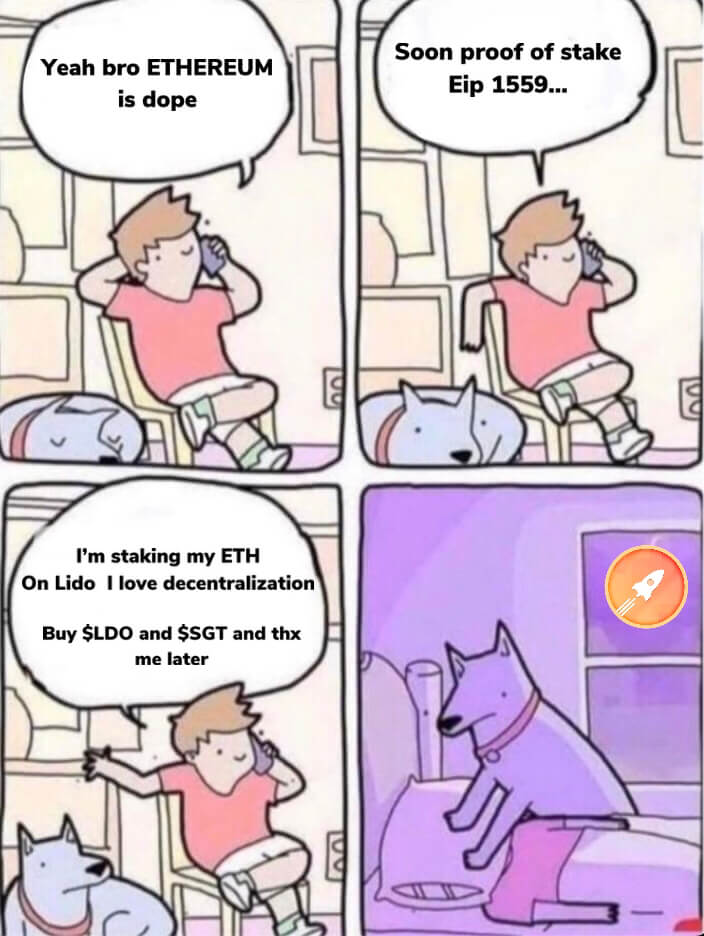 Yeah bro ETHEREUM
is dope
Soon proof of stake
Eip 1559...
I'm staking my ETH
On Lido I love decentralization
Buy $LDO and $SGT and thx
me later